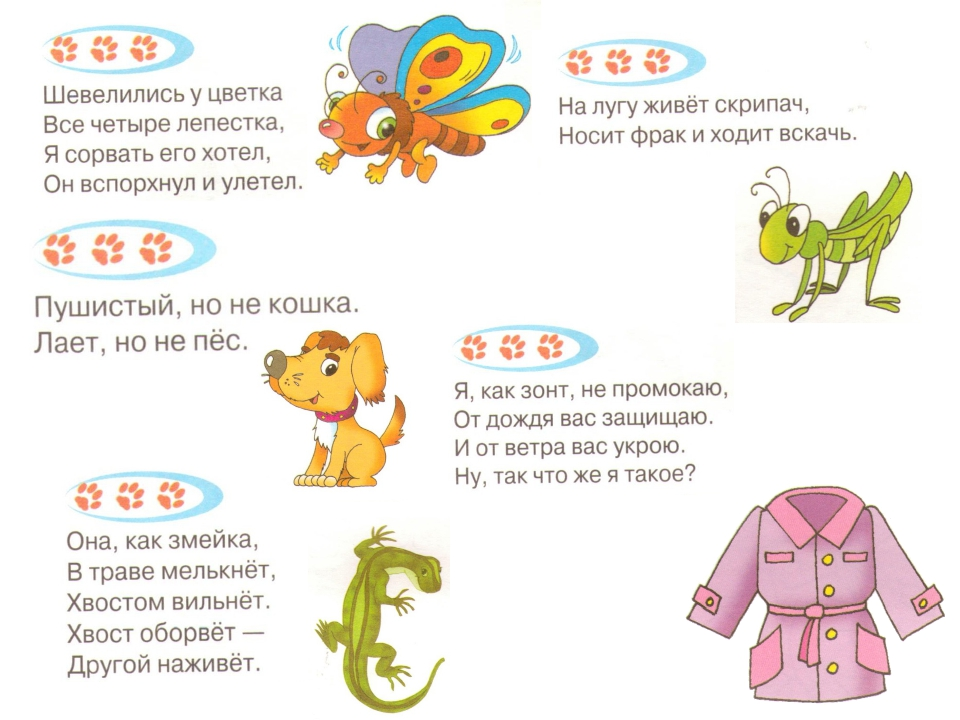 Шевелились у цветка
Все четыре лепестка,
Я сорвать его хотел,
Он вспорхнул и улетел.
На лугу живёт скрипач,
Носит фрак и ходит вскачь.
Пушистый, но не кошка.
Лает, но не пёс.
Я, как зонт, не промокаю,
От дождя вас защищаю.
И от ветра вас укрою.
Ну, так что же я такое?
Она, как змейка,
В траве мелькнёт,
Хвостом вильнёт.
Хвост оборвёт —
Другой наживёт.